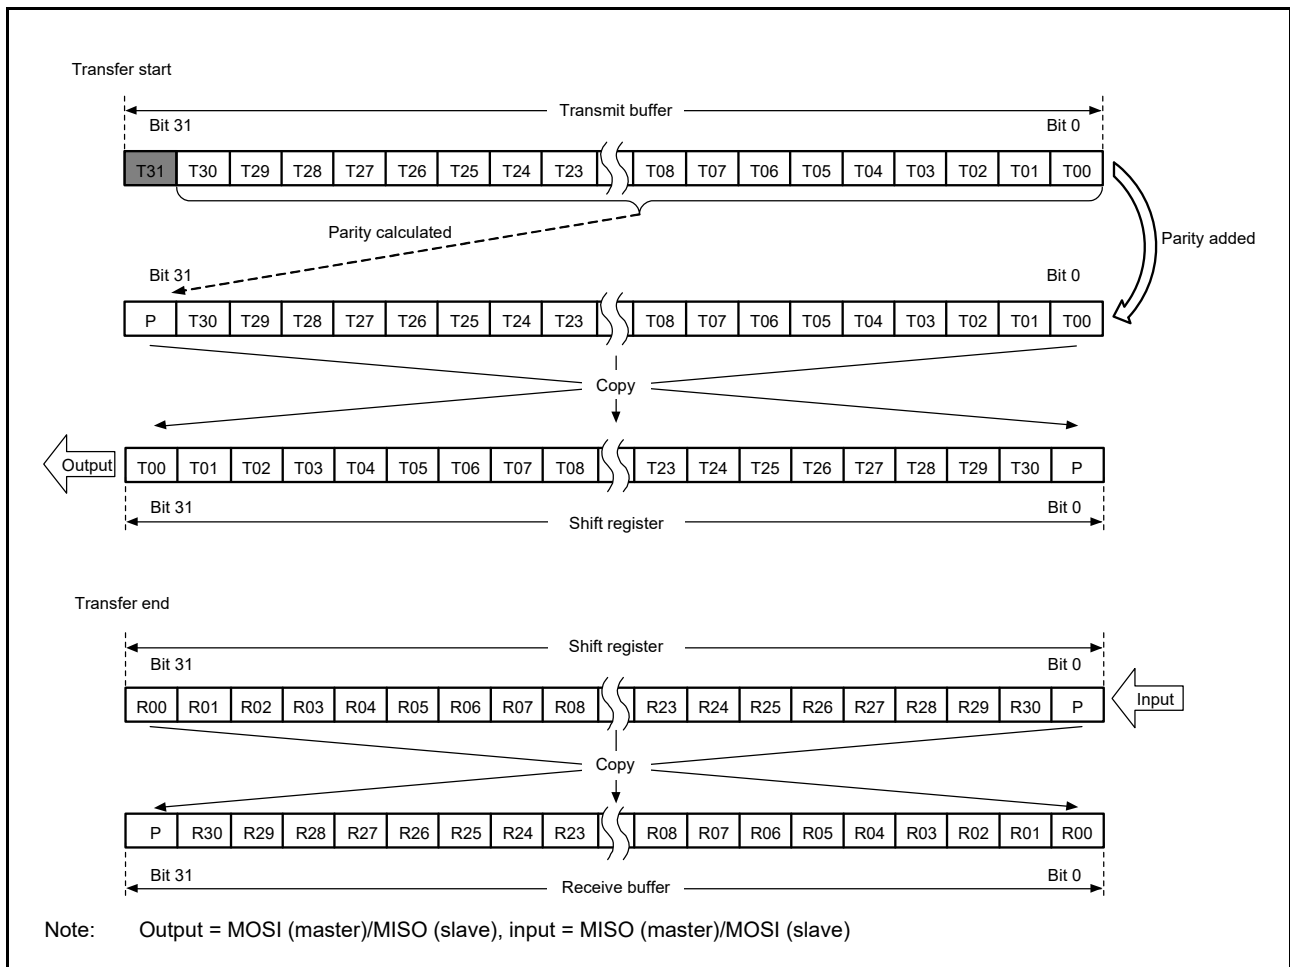 Transfer start
Transmit buffer
Bit 31 Bit 0
T31 T30 T29 T28 T27 T26 T25 T24 T23 T08 T07 T06 T05 T04 T03 T02 T01 T00
Parity calculated
Parity added
Bit 31 Bit 0
P T30 T29 T28 T27 T26 T25 T24 T23 T08 T07 T06 T05 T04 T03 T02 T01 T00
Copy
Output T00 T01 T02 T03 T04 T05 T06 T07 T08 T23 T24 T25 T26 T27 T28 T29 T30 P
Bit 31 Bit 0
Shift register
Transfer end
Shift register
Bit 31 Bit 0
R00 R01 R02 R03 R04 R05 R06 R07 R08 R23 R24 R25 R26 R27 R28 R29 R30 P Input
Copy
P R30 R29 R28 R27 R26 R25 R24 R23 R08 R07 R06 R05 R04 R03 R02 R01 R00
Bit 31 Bit 0
Receive buffer
Note: Output = MOSI (master)/MISO (slave), input = MISO (master)/MOSI (slave)